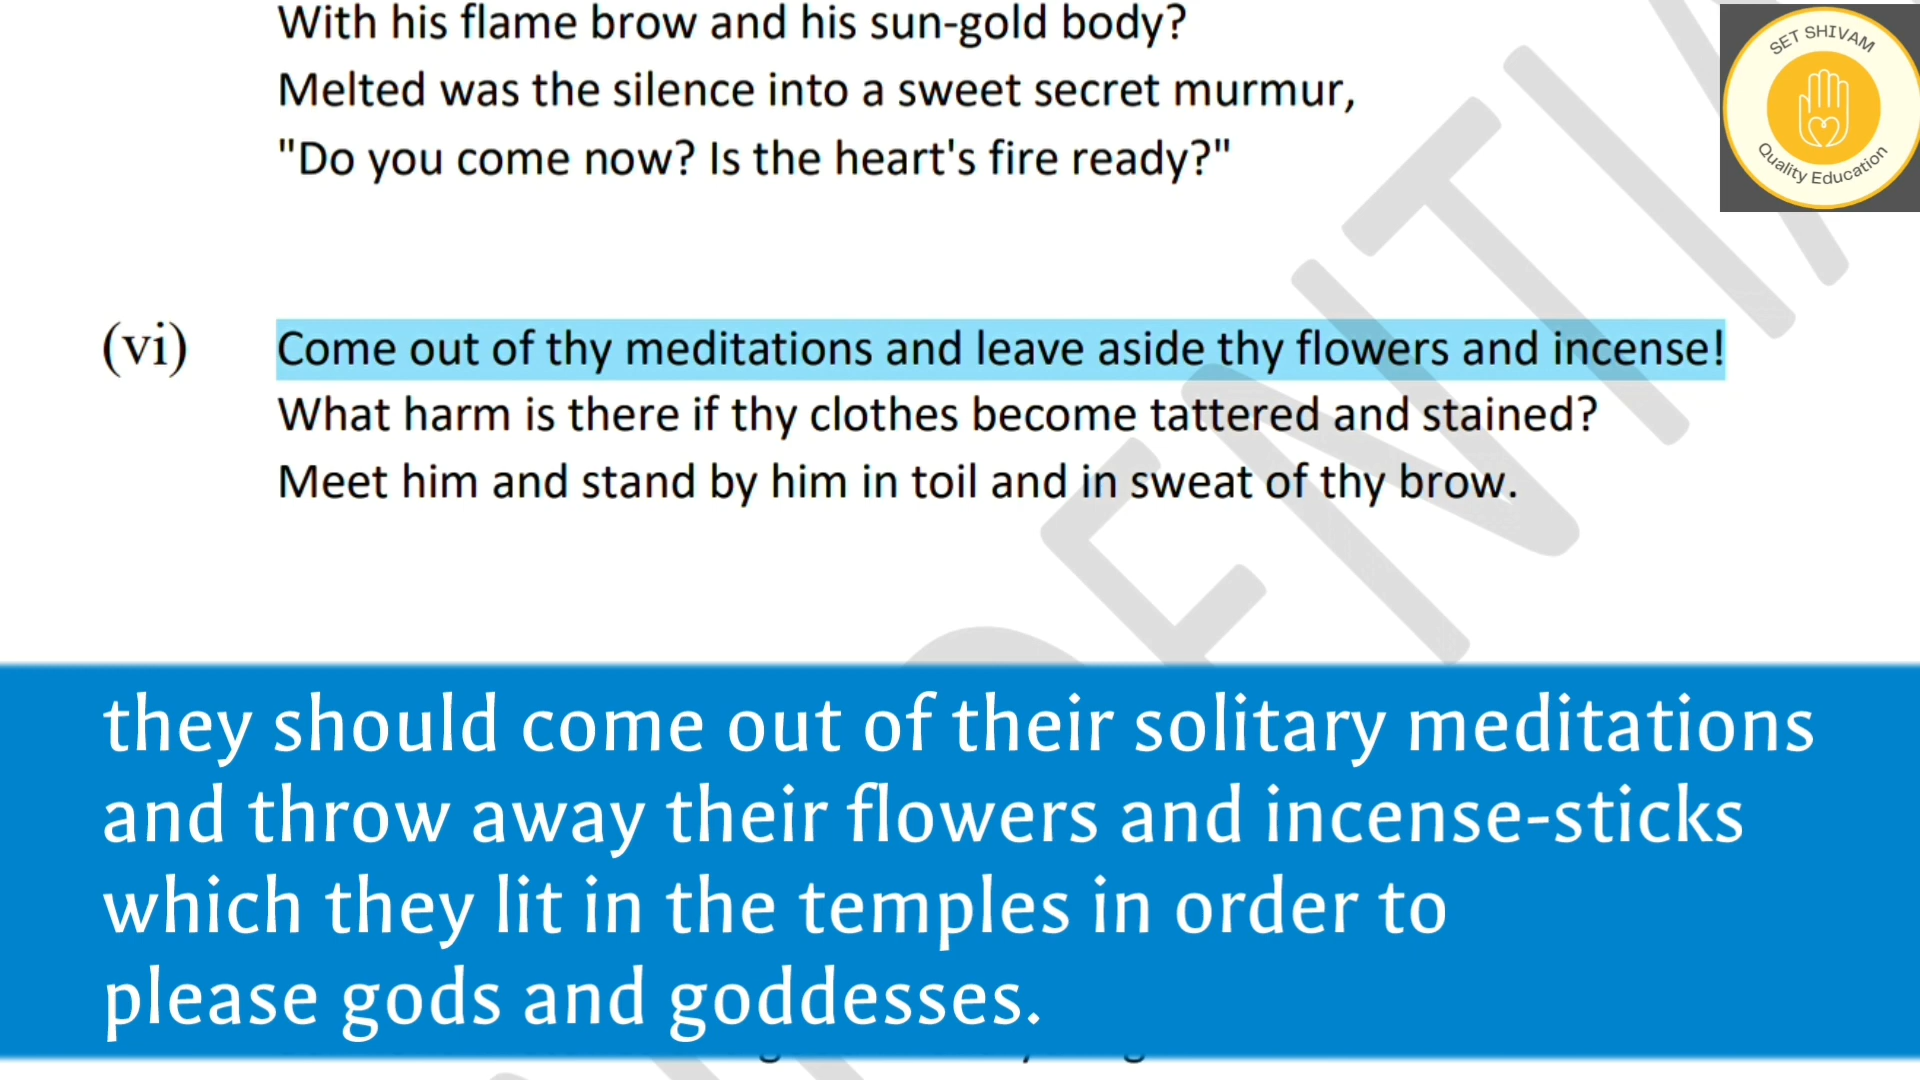 With his flame brow and his sun-gold body?
SET SHIVAM
Melted was the silence into a sweet secret murmur,
"Do you come now? Is the heart's fire ready?"
Quality Education
(vi) Come out of thy meditations and leave aside thy flowers and incense!
What harm is there if thy clothes become tattered and stained?
Meet him and stand by him in toil and in sweat of thy brow.
they should come out of their solitary meditations
and throw away their flowers and incense-sticks
which they lit in the temples in order to
please gods and goddesses.